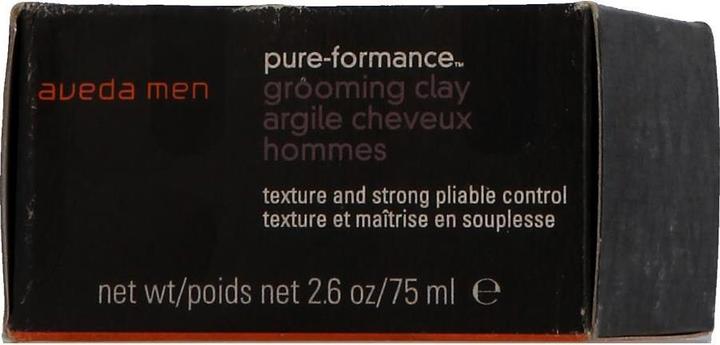 aveda men
pure-formance™
grooming clay
argile cheveux
hommes
texture and strong pliable control
texture et maîtrise en souplesse
net wt/poids net 2.6 oz/75 ml ℮